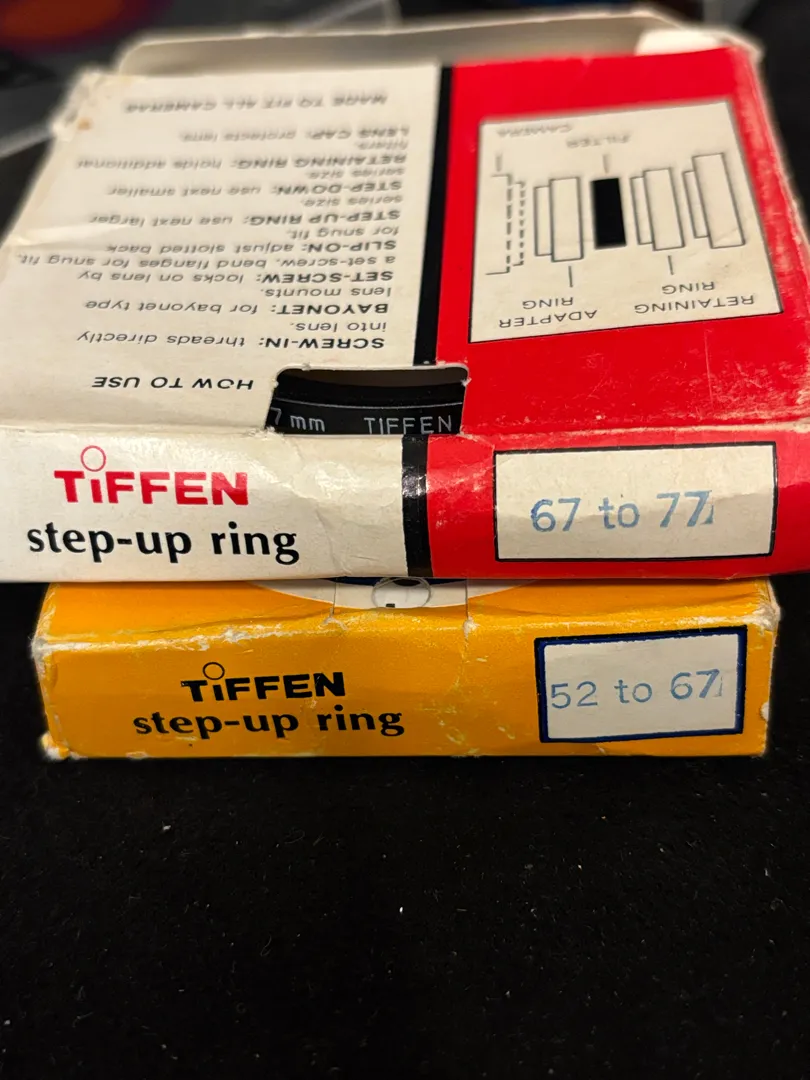 HOW TO USE
SCREW-IN: threads directly
into lens.
BAYONET: for bayonet type
lens mounts.
SET-SCREW: locks on lens by
a set-screw. bend flanges for snug fit.
SLIP-ON: adjust slotted back
for snug fit.
STEP-UP RING: use next larger
series size.
STEP-DOWN: use next smaller
series size.
RETAINING RING: holds additional
filters.
LENS CAP: protects lens.
MADE TO FIT ALL CAMERAS
RETAINING
RING
ADAPTER
RING
FILTER
CAMERA
7 mm TIFFEN
TIFFEN
step-up ring
67 to 77
TIFFEN
step-up ring
52 to 67